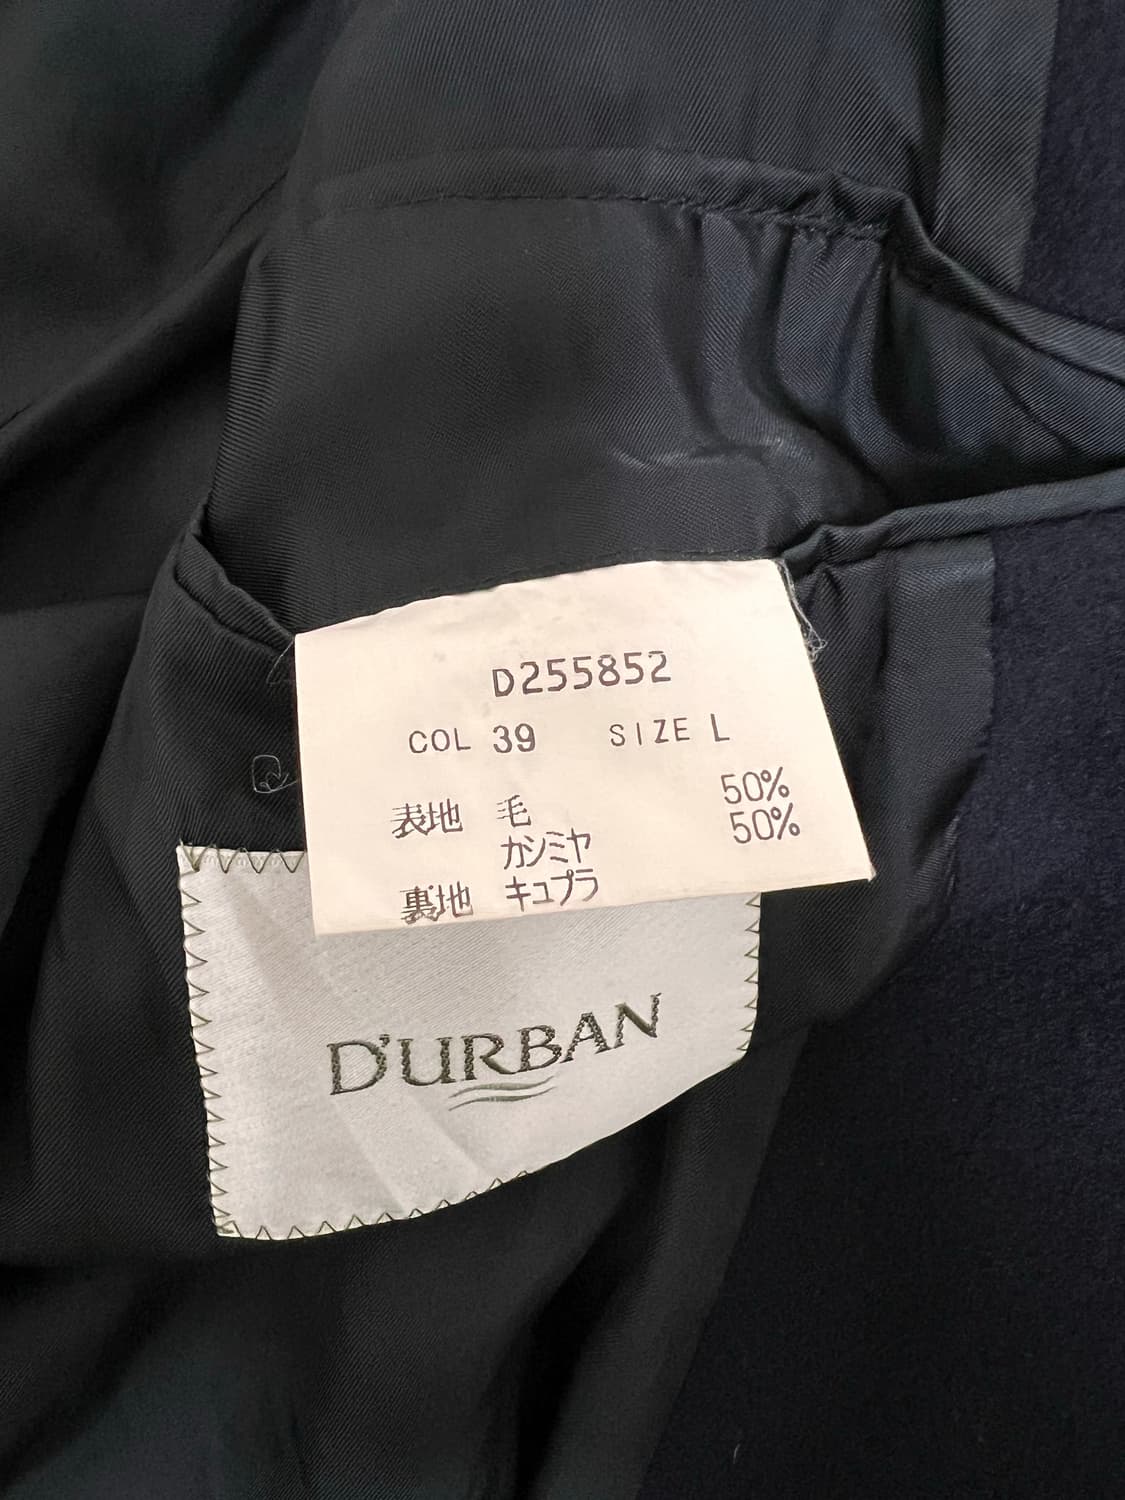 D255852
COL 39 SIZE L
表地 毛 50%
カシミヤ 50%
裏地 キュプラ
D'URBAN